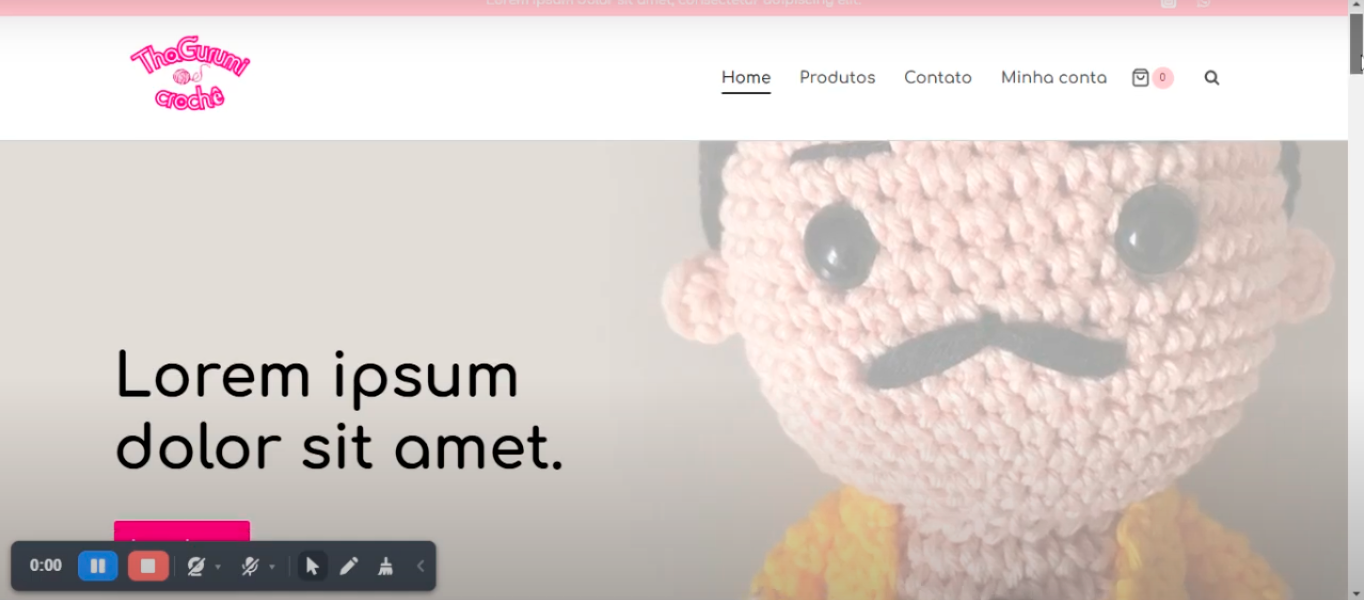 Lorem ipsum dolor sit amet, consectetur adipiscing elit.
ThaGurumi
crochê
Home Produtos Contato Minha conta 0
Lorem ipsum
dolor sit amet.
0:00